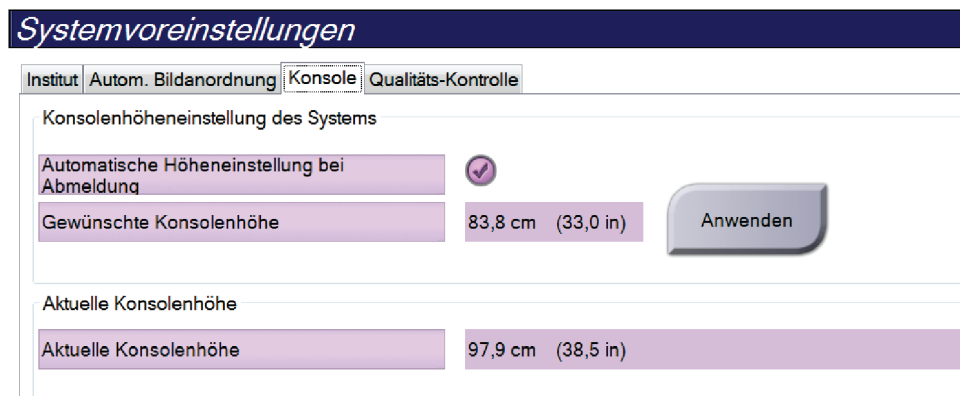 Systemvoreinstellungen
Institut Autom. Bildanordnung Konsole Qualitäts-Kontrolle
Konsolenhöheneinstellung des Systems
Automatische Höheneinstellung bei
Abmeldung
Gewünschte Konsolenhöhe 83,8 cm (33,0 in) Anwenden
Aktuelle Konsolenhöhe
Aktuelle Konsolenhöhe 97,9 cm (38,5 in)